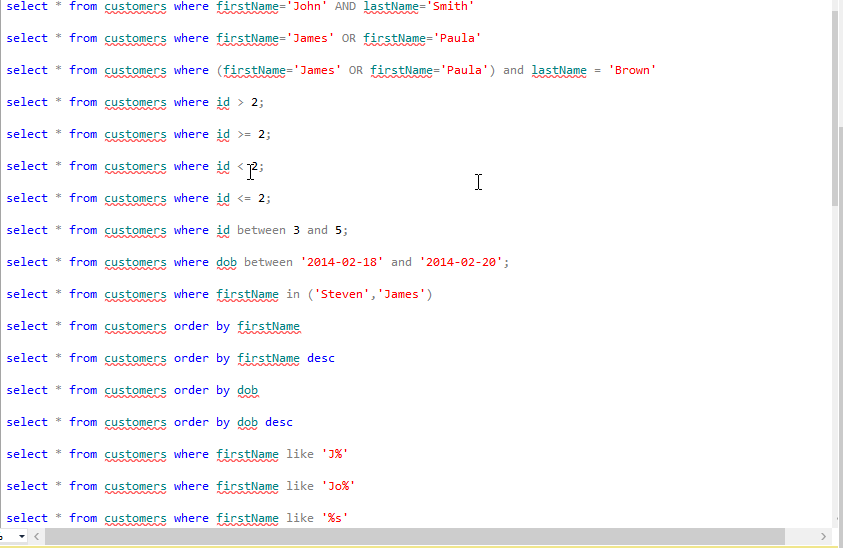 select * from customers where firstName='John' AND lastName='Smith'
select * from customers where firstName='James' OR firstName='Paula'
select * from customers where (firstName='James' OR firstName='Paula') and lastName = 'Brown'
select * from customers where id > 2;
select * from customers where id >= 2;
select * from customers where id < 2;
select * from customers where id <= 2;
select * from customers where id between 3 and 5;
select * from customers where dob between '2014-02-18' and '2014-02-20';
select * from customers where firstName in ('Steven','James')
select * from customers order by firstName
select * from customers order by firstName desc
select * from customers order by dob
select * from customers order by dob desc
select * from customers where firstName like 'J%'
select * from customers where firstName like 'Jo%'
select * from customers where firstName like '%s'